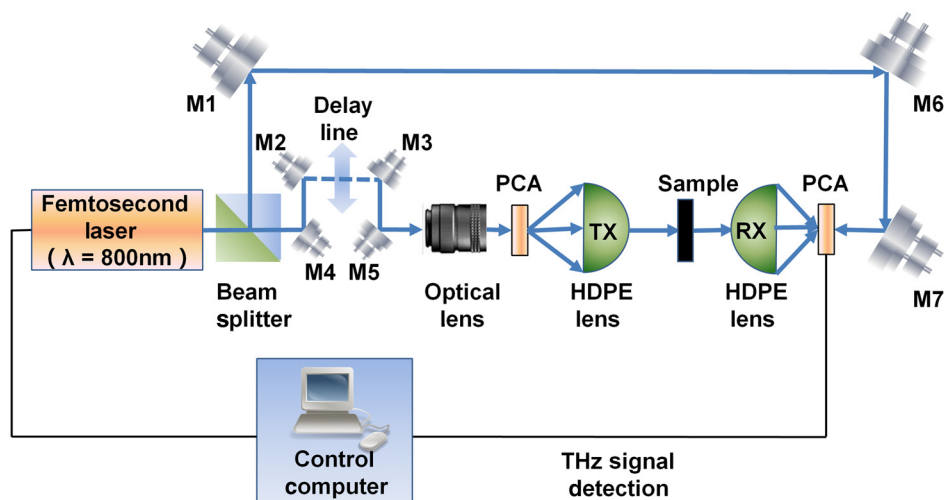 M1
M6
Delay
line
M2
M3
PCA
Sample
PCA
Femtosecond
laser
( λ = 800nm )
TX
RX
M4
M5
Beam
splitter
Optical
lens
HDPE
lens
HDPE
lens
M7
Control
computer
THz signal
detection